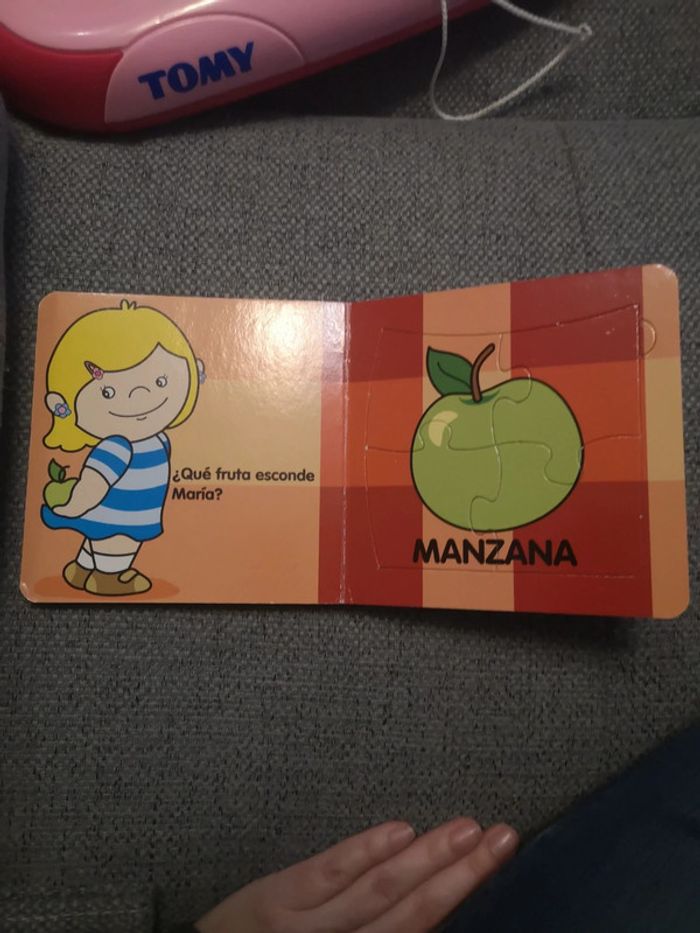 TOMY
¿Qué fruta esconde
María?
MANZANA